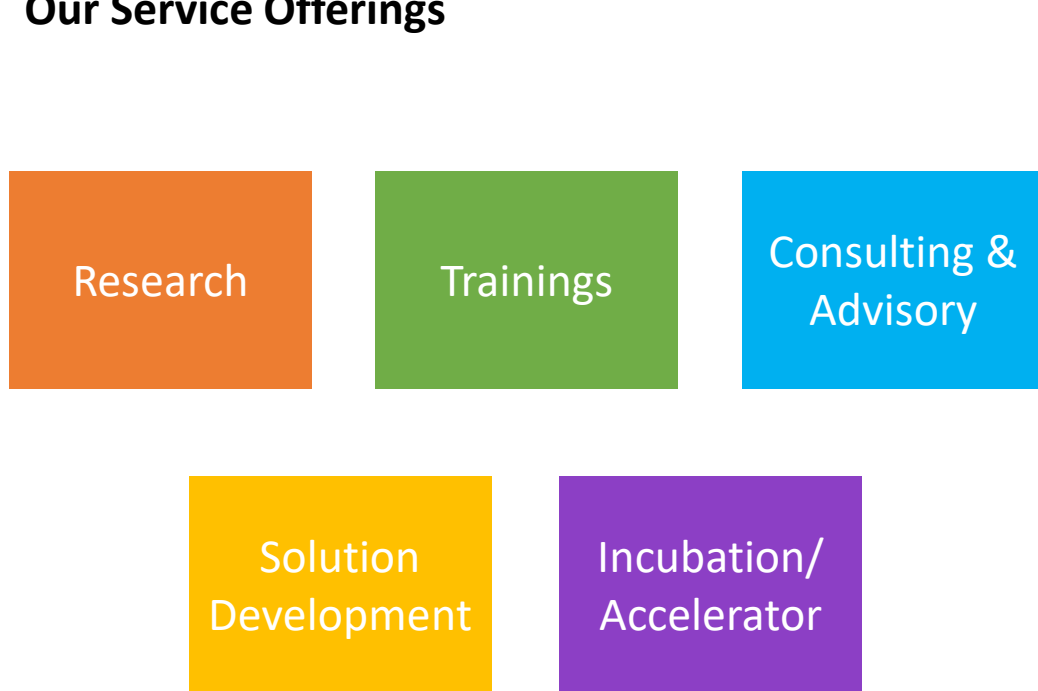 Our Service Offerings
Research
Trainings
Consulting &
Advisory
Solution
Development
Incubation/
Accelerator